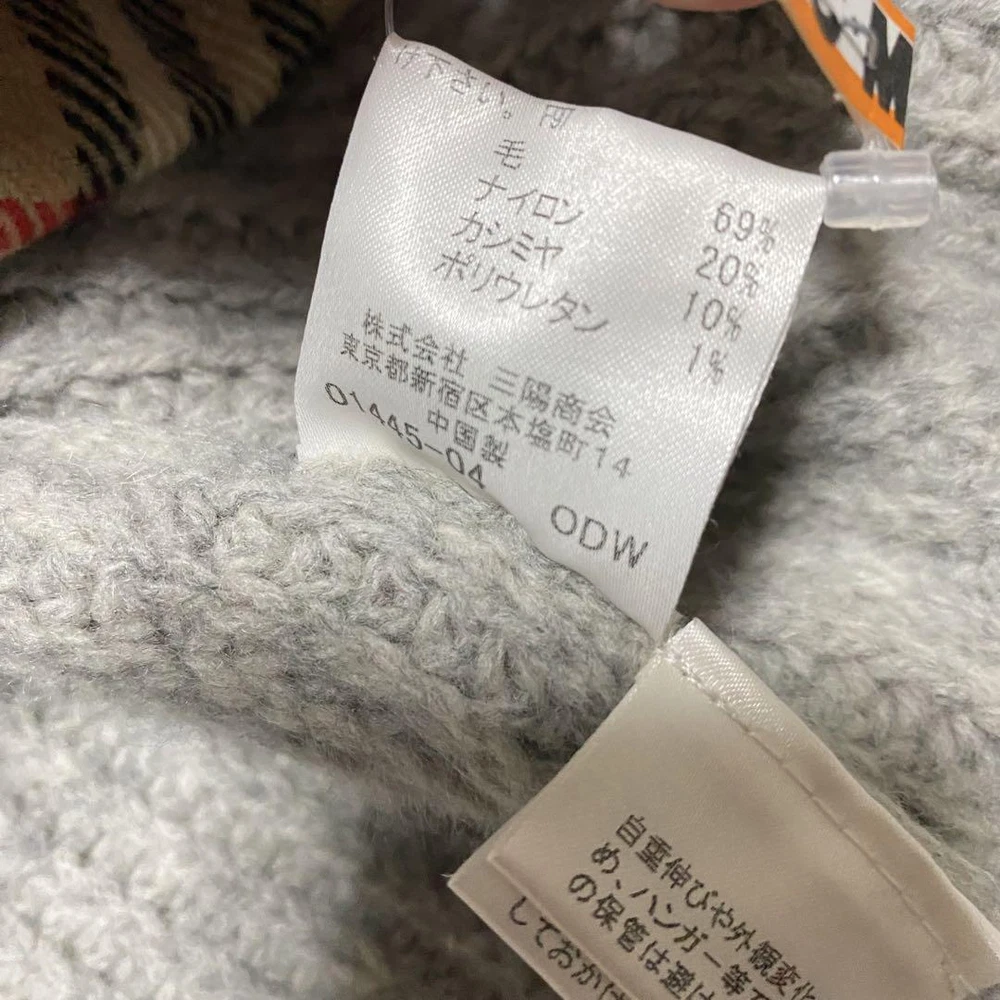 下さい。
毛 69%
ナイロン 20%
カシミヤ 10%
ポリウレタン 1%
株式会社 三陽商会
東京都新宿区本塩町14
中国製
01445-04 ODW
自重伸びや外観変化
め、ハンガー等
の保管は避け
しておか